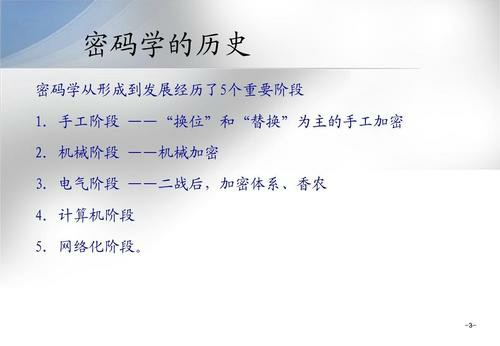 密码学的历史
密码学从形成到发展经历了5个重要阶段
1. 手工阶段 ——“换位”和“替换”为主的手工加密
2. 机械阶段 ——机械加密
3. 电气阶段 ——二战后，加密体系、香农
4. 计算机阶段
5. 网络化阶段。
-3-